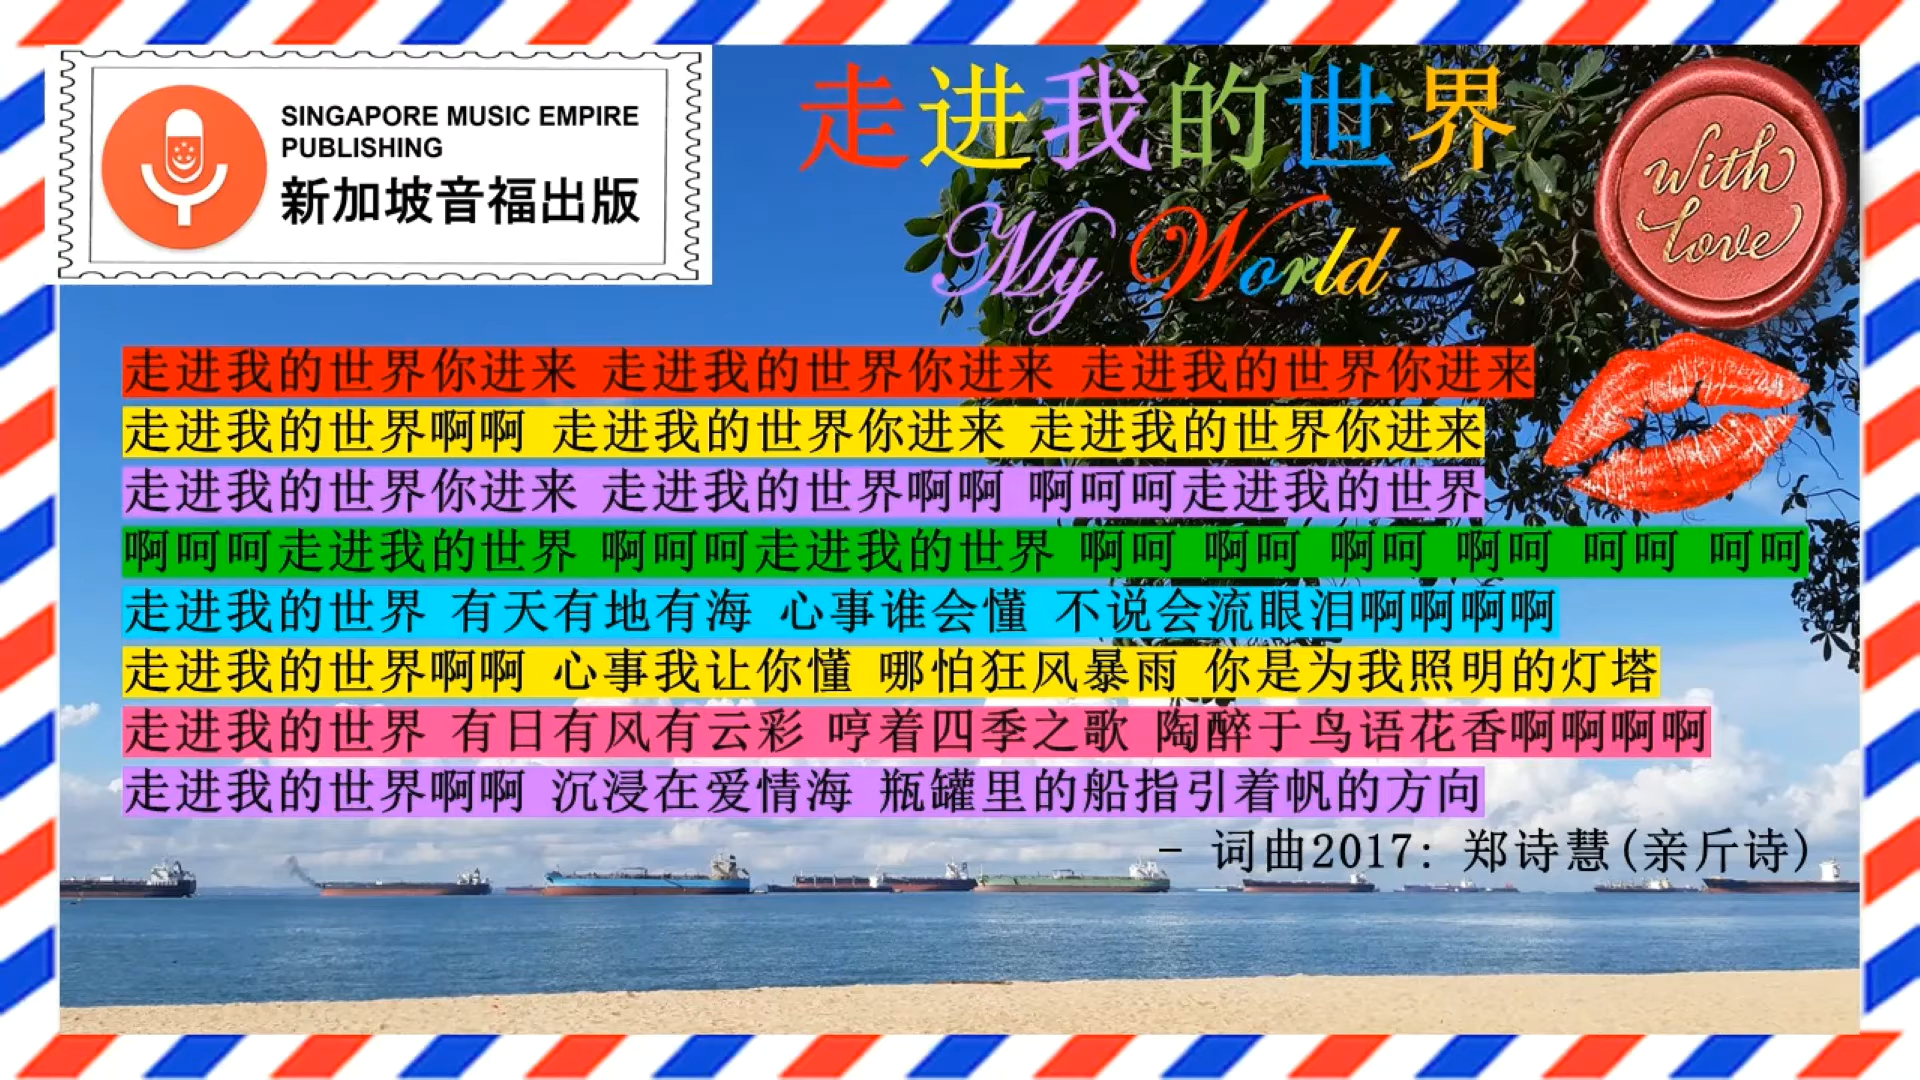 SINGAPORE MUSIC EMPIRE
PUBLISHING
新加坡音福出版
走进我的世界
My World
With
Love
走进我的世界你进来 走进我的世界你进来 走进我的世界你进来
走进我的世界啊啊 走进我的世界你进来 走进我的世界你进来
走进我的世界你进来 走进我的世界啊啊 啊呵呵走进我的世界
啊呵呵走进我的世界 啊呵呵走进我的世界 啊呵 啊呵 啊呵 啊呵 呵呵 呵呵
走进我的世界 有天有地有海 心事谁会懂 不说会流眼泪啊啊啊啊
走进我的世界啊啊 心事我让你懂 哪怕狂风暴雨 你是为我照明的灯塔
走进我的世界 有日有风有云彩 哼着四季之歌 陶醉于鸟语花香啊啊啊啊
走进我的世界啊啊 沉浸在爱情海 瓶罐里的船指引着帆的方向
- 词曲2017: 郑诗慧(亲斤诗)